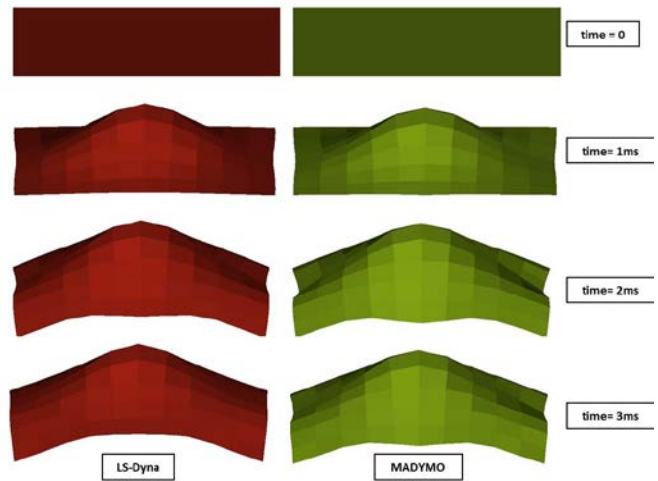 time = 0
time= 1ms
time= 2ms
time= 3ms
LS-Dyna
MADYMO